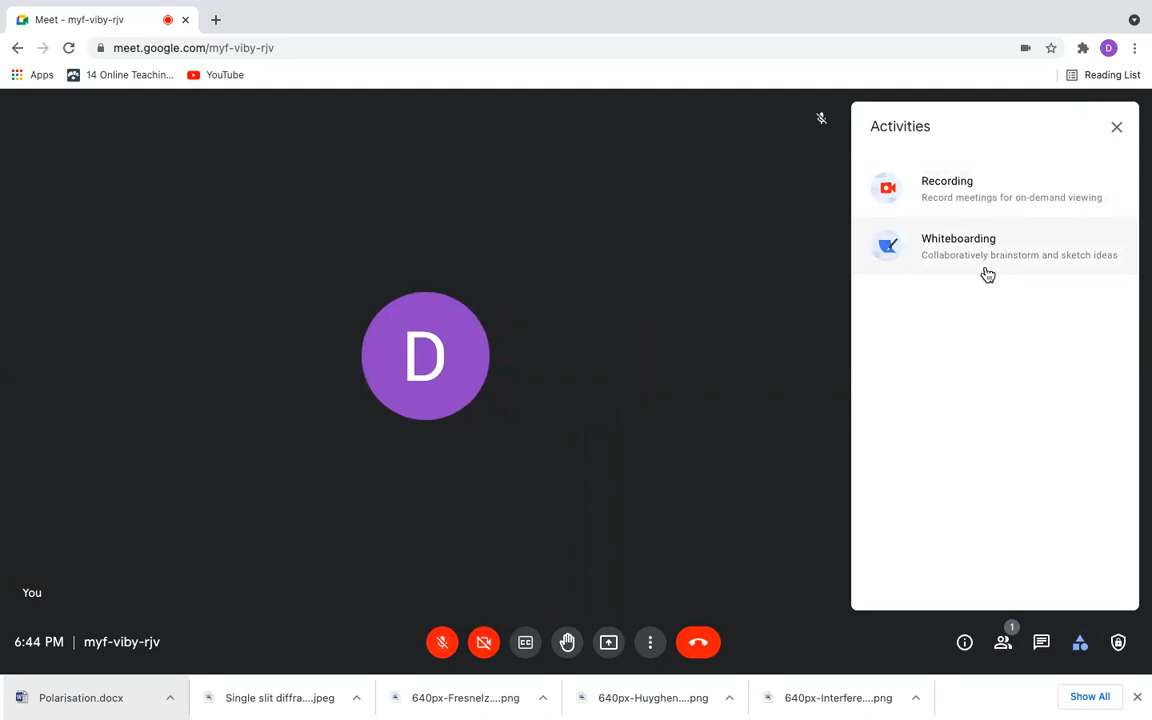 Meet - myf-viby-rjv
meet.google.com/myf-viby-rjv
D
Apps
14 Online Teachin...
YouTube
Reading List
Activities
Recording
Record meetings for on-demand viewing
Whiteboarding
Collaboratively brainstorm and sketch ideas
D
You
6:44 PM | myf-viby-rjv
CC
1
Polarisation.docx
Single slit diffra....jpeg
640px-Fresnelz....png
640px-Huyghen....png
640px-Interfere....png
Show All